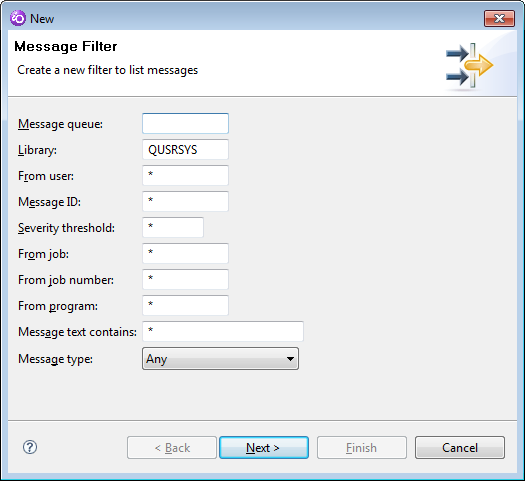 New
Message Filter
Create a new filter to list messages
Message queue:
Library: QUSRSYS
From user: *
Message ID: *
Severity threshold: *
From job: *
From job number: *
From program: *
Message text contains: *
Message type: Any
? < Back Next > Finish Cancel